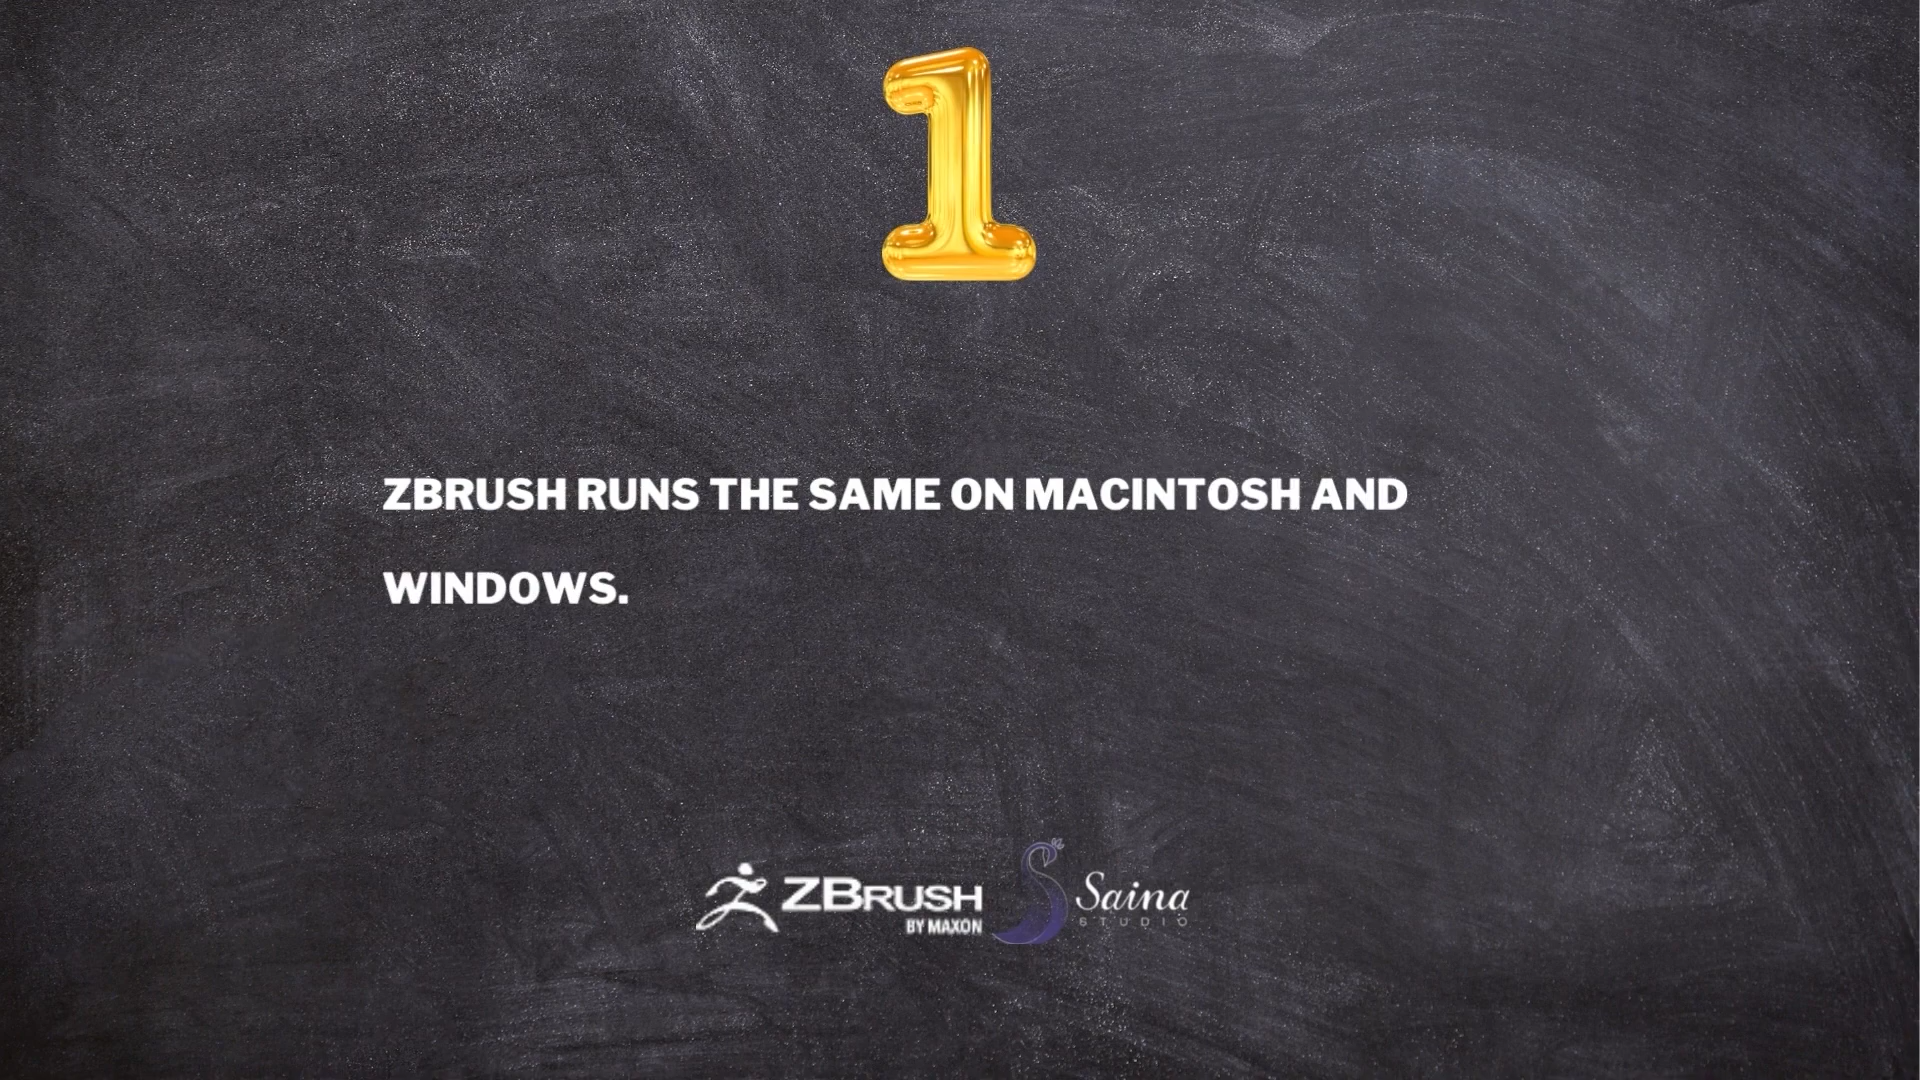 1
ZBRUSH RUNS THE SAME ON MACINTOSH AND
WINDOWS.
ZBRUSH
BY MAXON
Saina
STUDIO